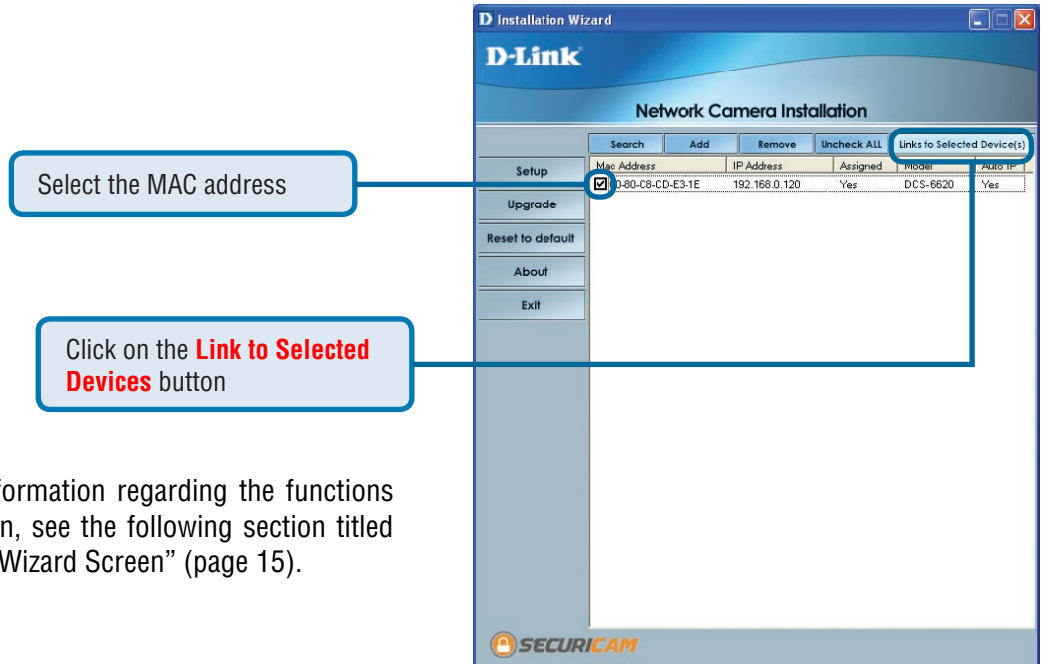 Installation Wizard
D-Link
Network Camera Installation
Search Add Remove Uncheck ALL Links to Selected Device(s)
Mac Address IP Address Assigned Model Auto IP
0-80-C8-CD-E3-1E 192.168.0.120 Yes DCS-6620 Yes
Setup
Upgrade
Reset to default
About
Exit
SECURICAM
Select the MAC address
Click on the Link to Selected
Devices button
formation regarding the functions
n, see the following section titled
Wizard Screen” (page 15).